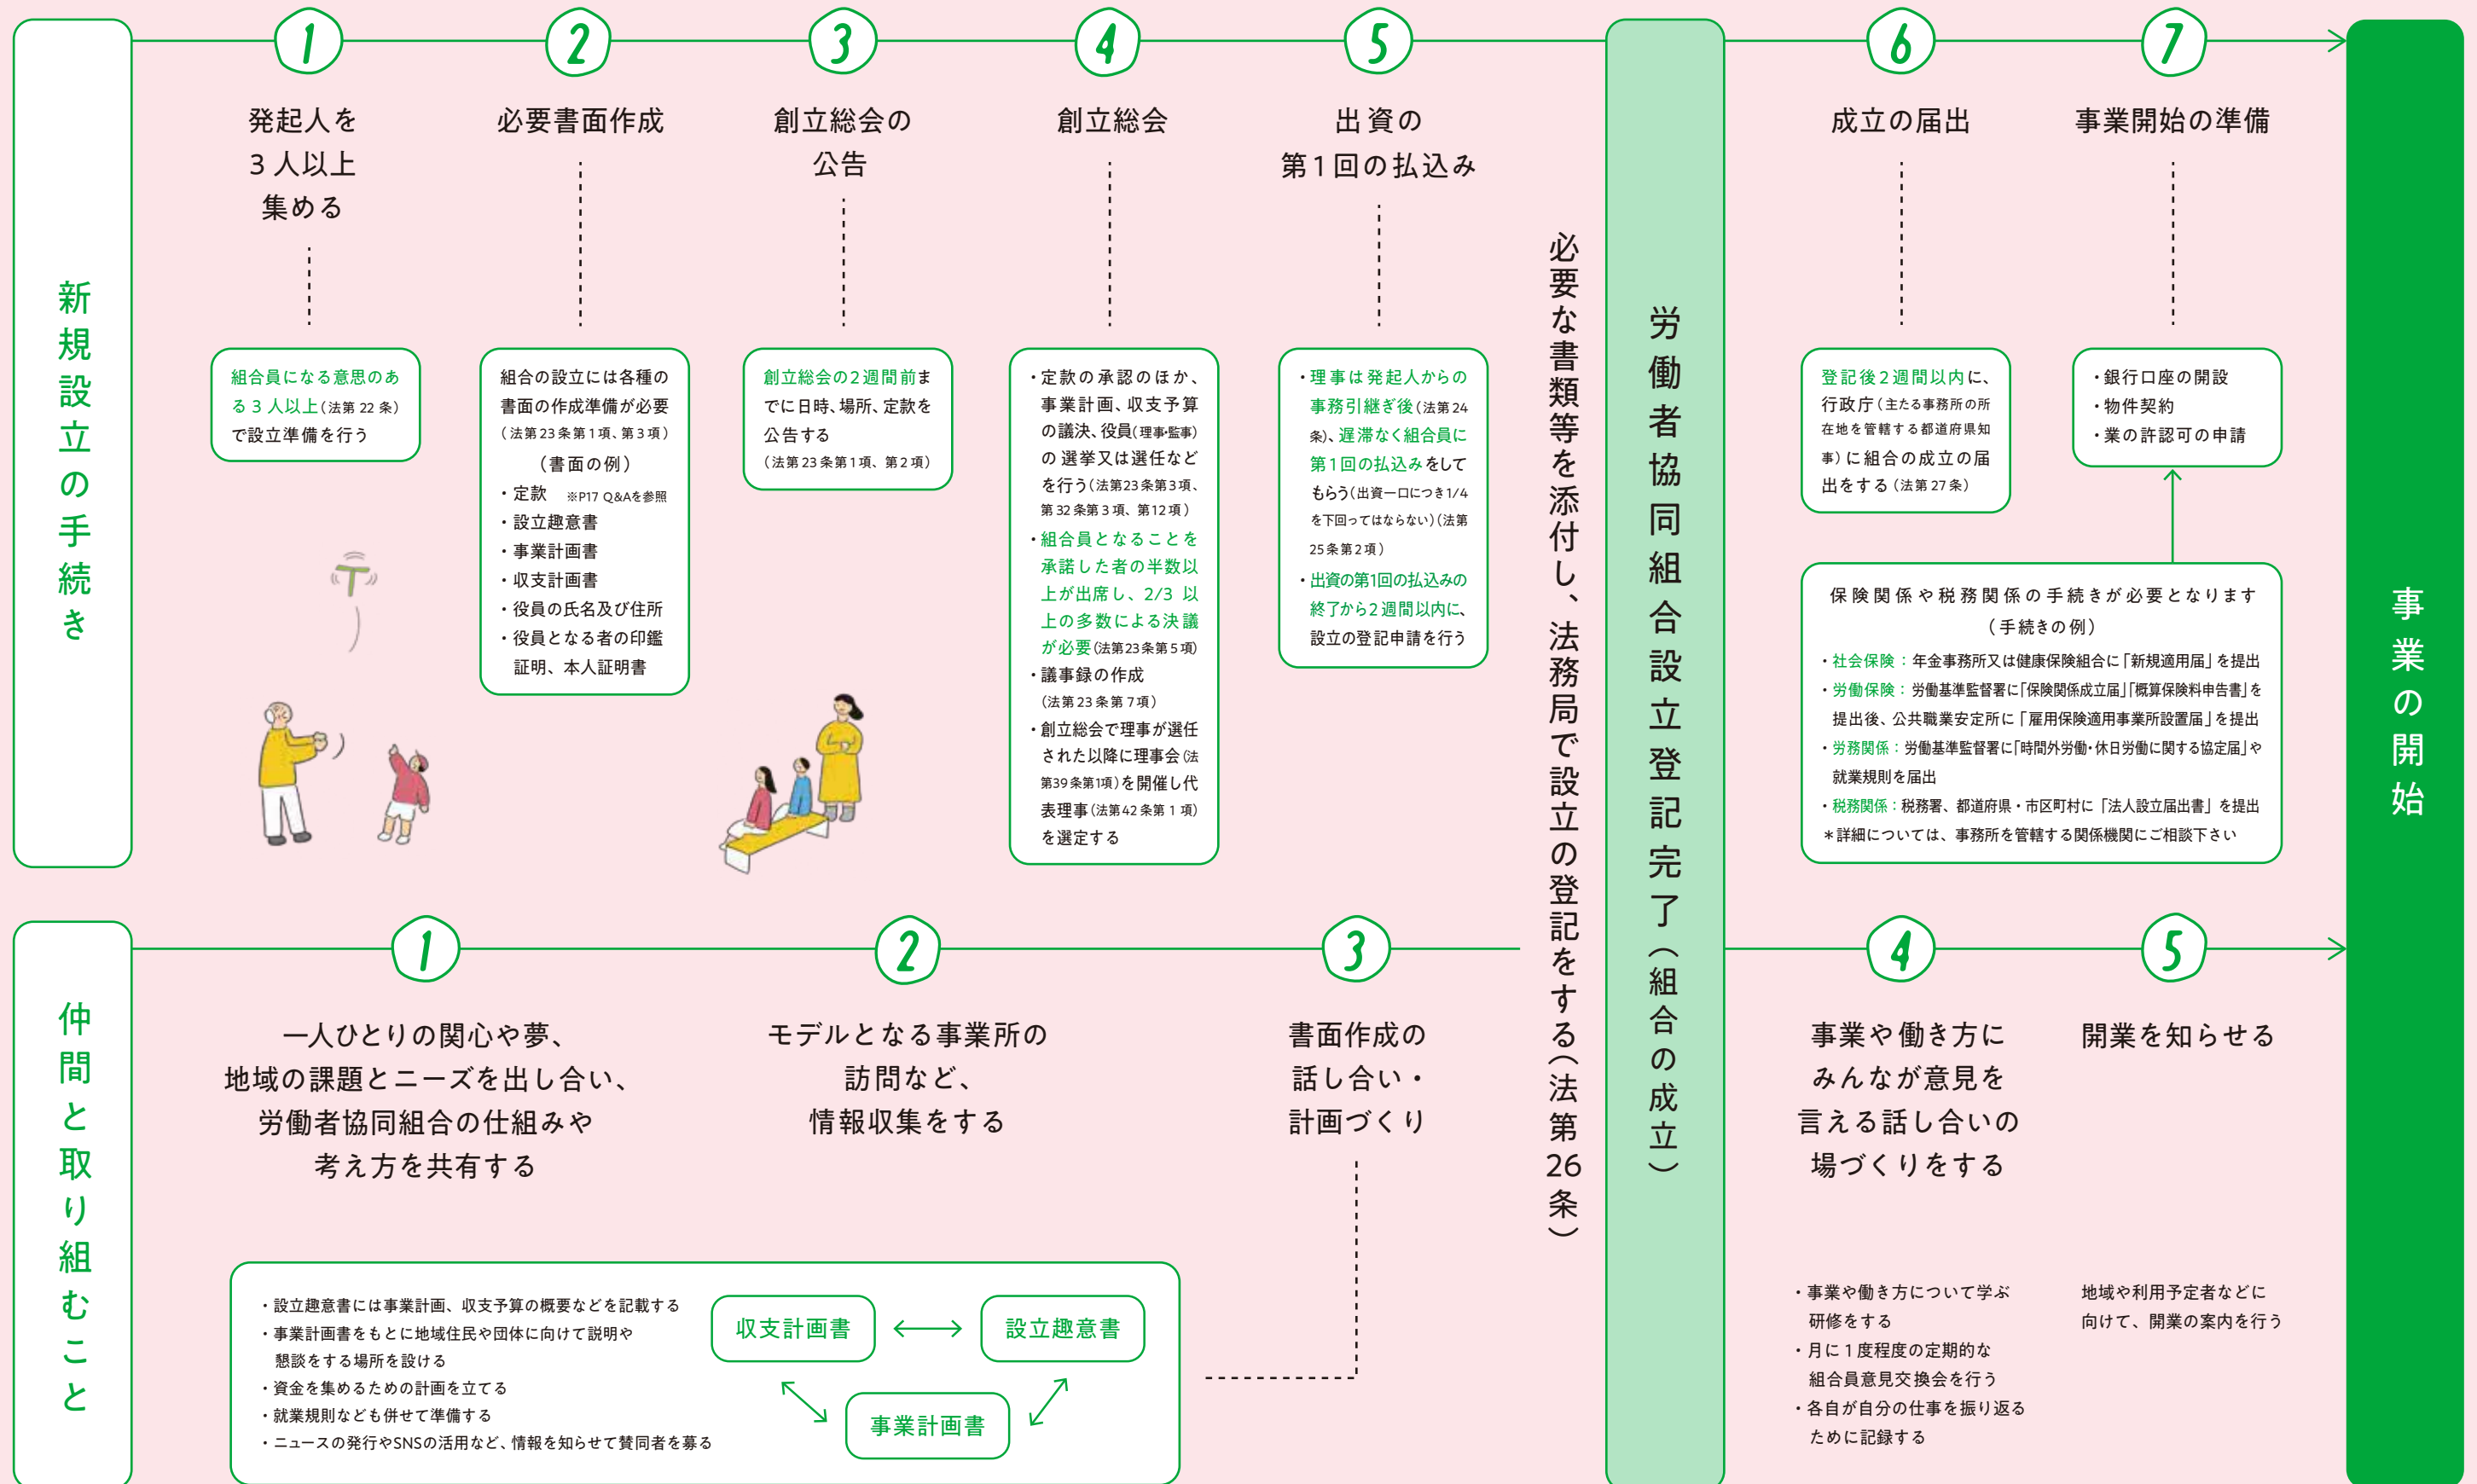 新規設立の手続き
1
発起人を
3人以上
集める
組合員になる意思のあ
る3人以上(法第22条)
で設立準備を行う
2
必要書面作成
組合の設立には各種の
書面の作成準備が必要
(法第23条第1項、第3項)
(書面の例)
・定款 ※P17 Q&Aを参照
・設立趣意書
・事業計画書
・収支計画書
・役員の氏名及び住所
・役員となる者の印鑑
証明、本人証明書
3
創立総会の
公告
創立総会の2週間前ま
でに日時、場所、定款を
公告する
(法第23条第1項、第2項)
4
創立総会
・定款の承認のほか、
事業計画、収支予算
の議決、役員(理事・監事)
の選挙又は選任など
を行う(法第23条第3項、
第32条第3項、第12項)
・組合員となることを
承諾した者の半数以
上が出席し、2/3以
上の多数による決議
が必要(法第23条第5項)
・議事録の作成
(法第23条第7項)
・創立総会で理事が選任
された以降に理事会(法
第39条第1項)を開催し代
表理事(法第42条第1項)
を選定する
5
出資の
第1回の払込み
・理事は発起人からの
事務引継ぎ後(法第24
条)、遅滞なく組合員に
第1回の払込みをして
もらう(出資一口につき1/4
を下回ってはならない)(法第
25条第2項)
・出資の第1回の払込みの
終了から2週間以内に、
設立の登記申請を行う
必要な書類等を添付し、法務局で設立の登記をする(法第26条)
労働者協同組合設立登記完了(組合の成立)
6
成立の届出
登記後2週間以内に、
行政庁(主たる事務所の所
在地を管轄する都道府県知
事)に組合の成立の届
出をする(法第27条)
7
事業開始の準備
・銀行口座の開設
・物件契約
・業の許認可の申請
保険関係や税務関係の手続きが必要となります
(手続きの例)
・社会保険:年金事務所又は健康保険組合に「新規適用届」を提出
・労働保険:労働基準監督署に「保険関係成立届」「概算保険料申告書」を
提出後、公共職業安定所に「雇用保険適用事業所設置届」を提出
・労務関係:労働基準監督署に「時間外労働・休日労働に関する協定届」や
就業規則を届出
・税務関係:税務署、都道府県・市区町村に「法人設立届出書」を提出
*詳細については、事務所を管轄する関係機関にご相談下さい
事業の開始
仲間と取り組むこと
1
一人ひとりの関心や夢、
地域の課題とニーズを出し合い、
労働者協同組合の仕組みや
考え方を共有する
2
モデルとなる事業所の
訪問など、
情報収集をする
3
書面作成の
話し合い・
計画づくり
・設立趣意書には事業計画、収支予算の概要などを記載する
・事業計画書をもとに地域住民や団体に向けて説明や
懇談をする場所を設ける
・資金を集めるための計画を立てる
・就業規則なども併せて準備する
・ニュースの発行やSNSの活用など、情報を知らせて賛同者を募る
収支計画書
設立趣意書
事業計画書
4
事業や働き方に
みんなが意見を
言える話し合いの
場づくりをする
・事業や働き方について学ぶ
研修をする
・月に1度程度の定期的な
組合員意見交換会を行う
・各自が自分の仕事を振り返る
ために記録する
5
開業を知らせる
地域や利用予定者などに
向けて、開業の案内を行う